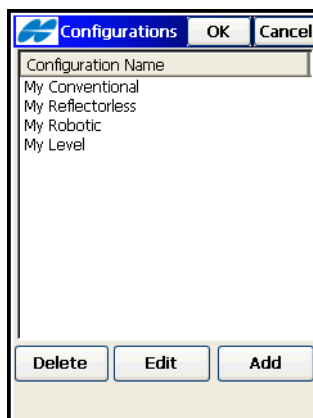 Configurations OK Cancel
Configuration Name
My Conventional
My Reflectorless
My Robotic
My Level
Delete Edit Add